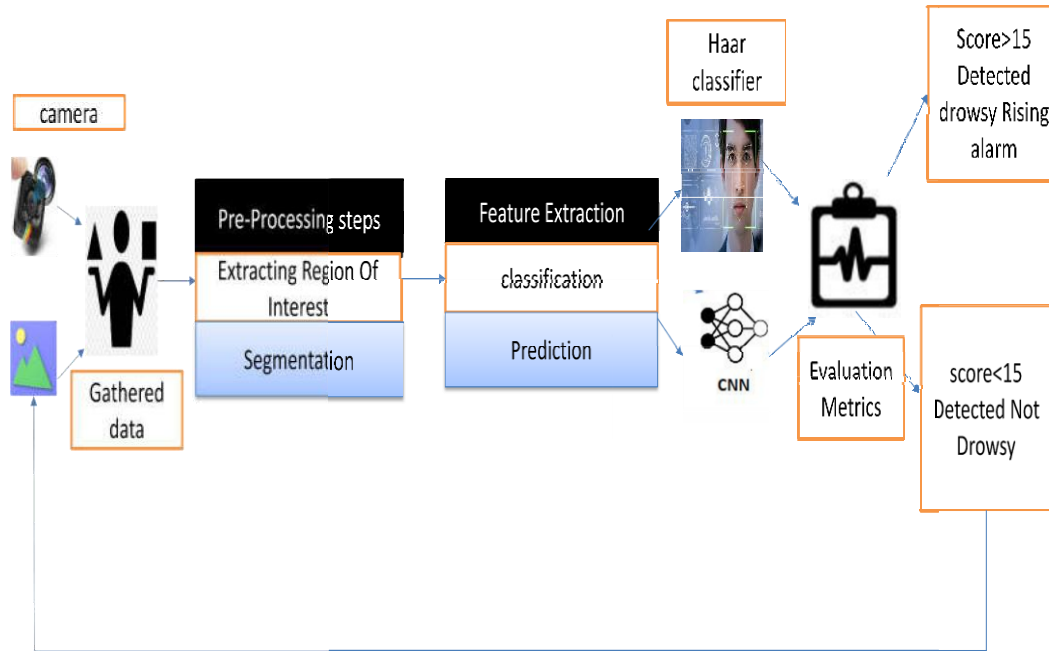 camera
Gathered
data
Pre-Processing steps
Extracting Region Of
Interest
Segmentation
Feature Extraction
classification
Prediction
Haar
classifier
CNN
Evaluation
Metrics
Score>15
Detected
drowsy Rising
alarm
score<15
Detected Not
Drowsy